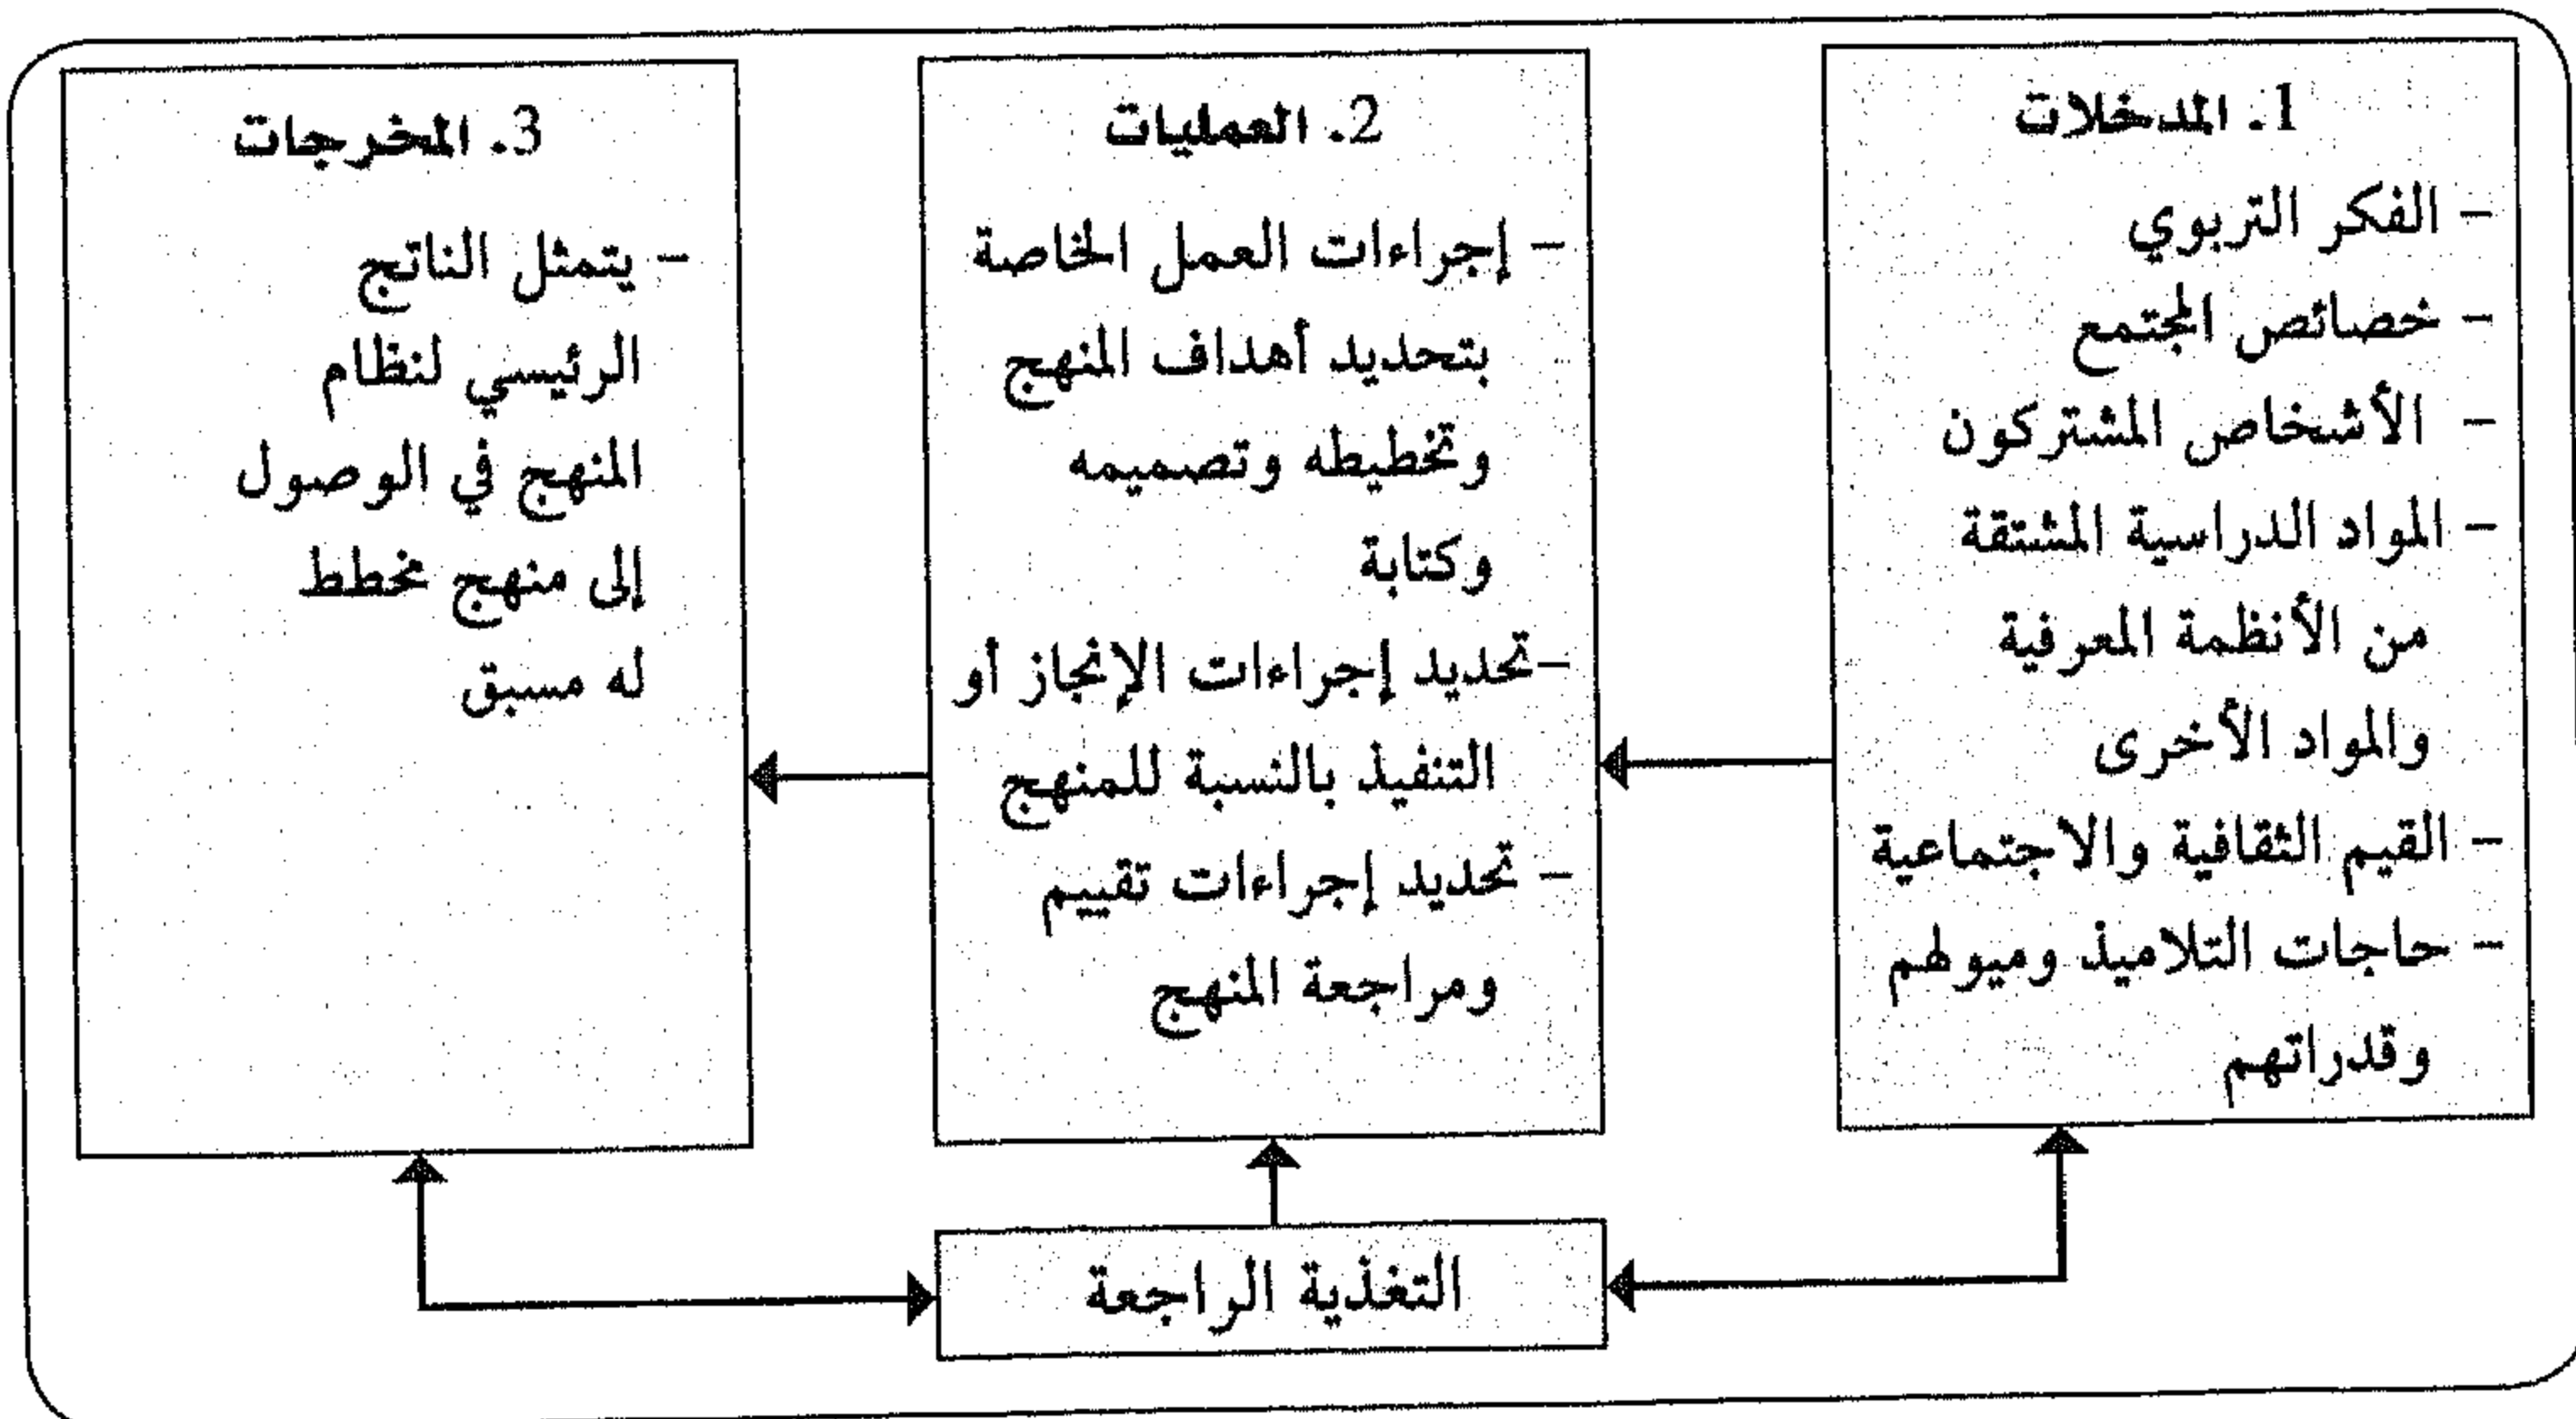 1. المدخلات
- الفكر التربوي
- خصائص المجتمع
- الأشخاص المشتركون
- المواد الدراسية المشتقة
من الأنظمة المعرفية
والمواد الأخرى
- القيم الثقافية والاجتماعية
- حاجات التلاميذ وميولهم
وقدراتهم
2. العمليات
- إجراءات العمل الخاصة
بتحديد أهداف المنهج
وتخطيطه وتصميمه
وكتابة
- تحديد إجراءات الإنجاز أو
التنفيذ بالنسبة للمنهج
- تحديد إجراءات تقييم
ومراجعة المنهج
3. المخرجات
- يتمثل الناتج
الرئيسي لنظام
المنهج في الوصول
إلى منهج مخطط
له مسبق
التغذية الراجعة